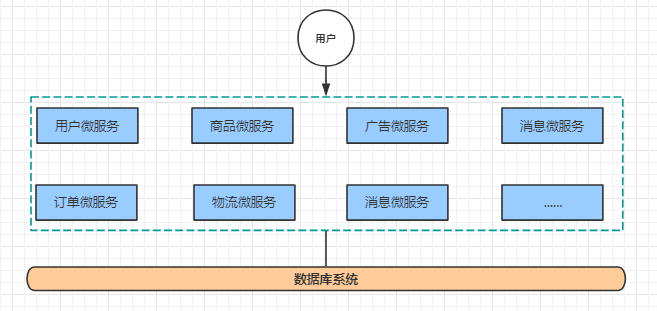 用户
用户微服务
商品微服务
广告微服务
消息微服务
订单微服务
物流微服务
消息微服务
......
数据库系统